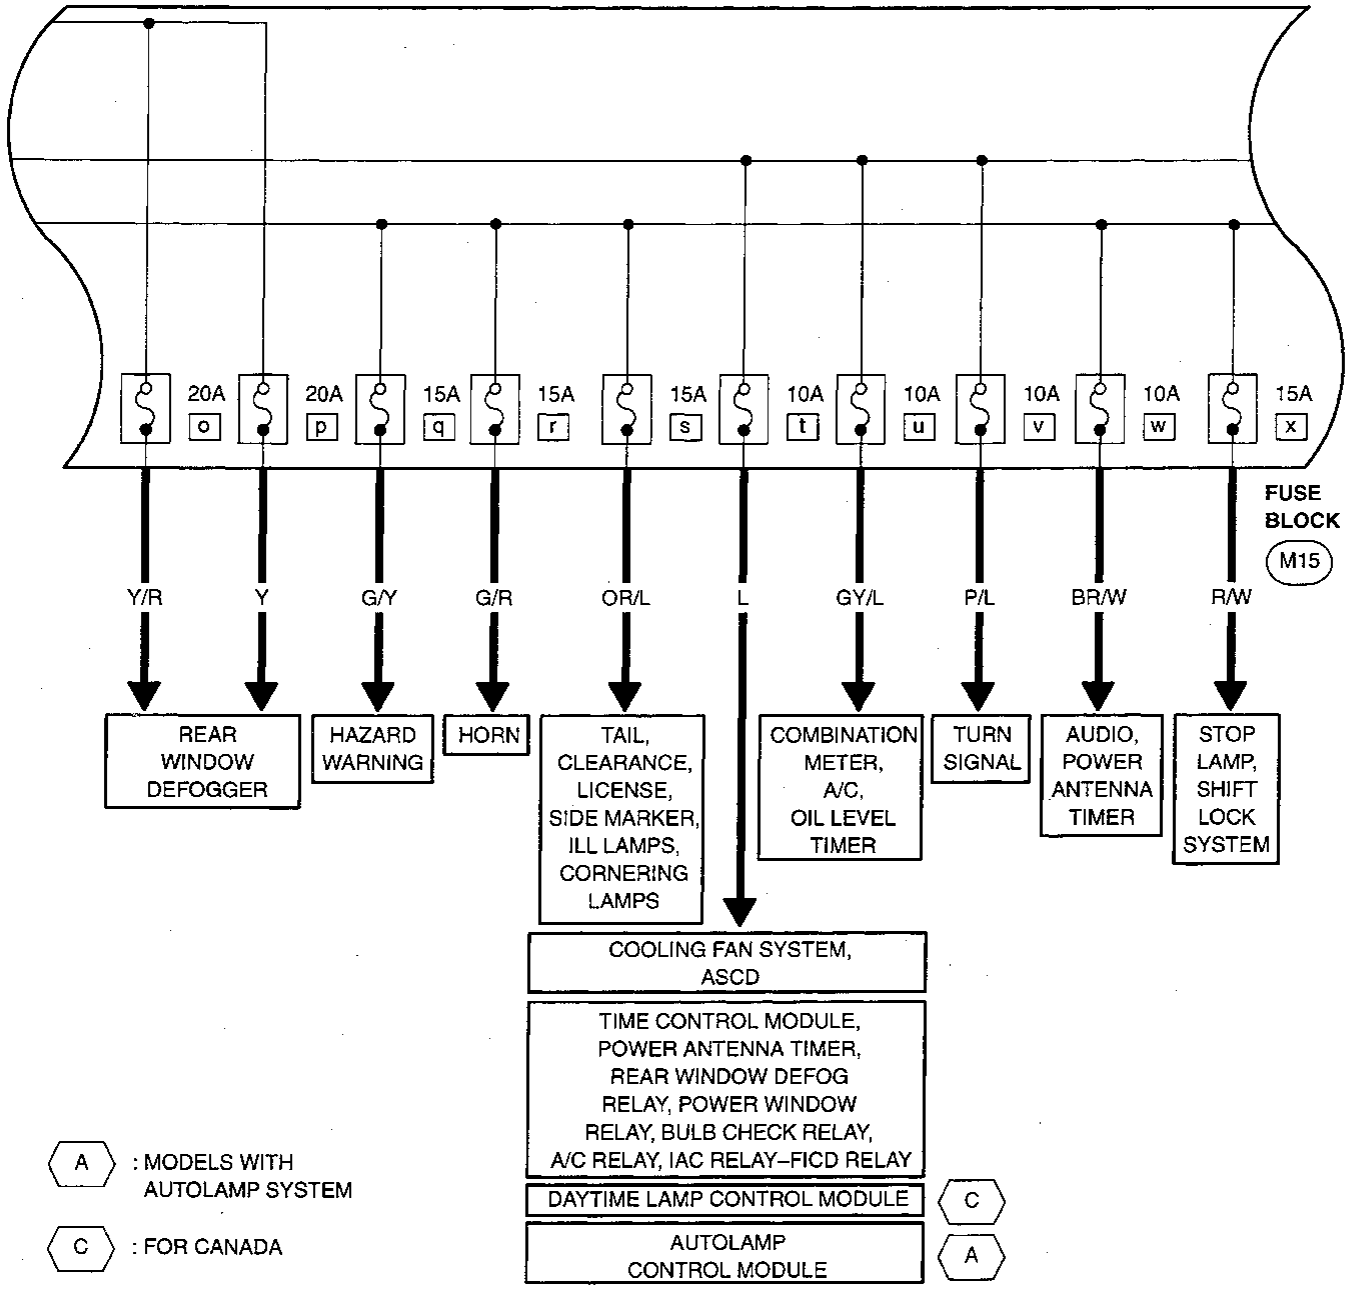 20A
20A
15A
15A
15A
10A
10A
10A
10A
15A
o
p
q
r
s
t
u
v
w
x
FUSE
BLOCK
M15
Y/R
Y
G/Y
G/R
OR/L
L
GY/L
P/L
BR/W
R/W
REAR
WINDOW
DEFOGGER
HAZARD
WARNING
HORN
TAIL,
CLEARANCE,
LICENSE,
SIDE MARKER,
ILL LAMPS,
CORNERING
LAMPS
COMBINATION
METER,
A/C,
OIL LEVEL
TIMER
TURN
SIGNAL
AUDIO,
POWER
ANTENNA
TIMER
STOP
LAMP,
SHIFT
LOCK
SYSTEM
COOLING FAN SYSTEM,
ASCD
TIME CONTROL MODULE,
POWER ANTENNA TIMER,
REAR WINDOW DEFOG
RELAY, POWER WINDOW
RELAY, BULB CHECK RELAY,
A/C RELAY, IAC RELAY–FICD RELAY
DAYTIME LAMP CONTROL MODULE
C
AUTOLAMP
CONTROL MODULE
A
A : MODELS WITH
AUTOLAMP SYSTEM
C : FOR CANADA